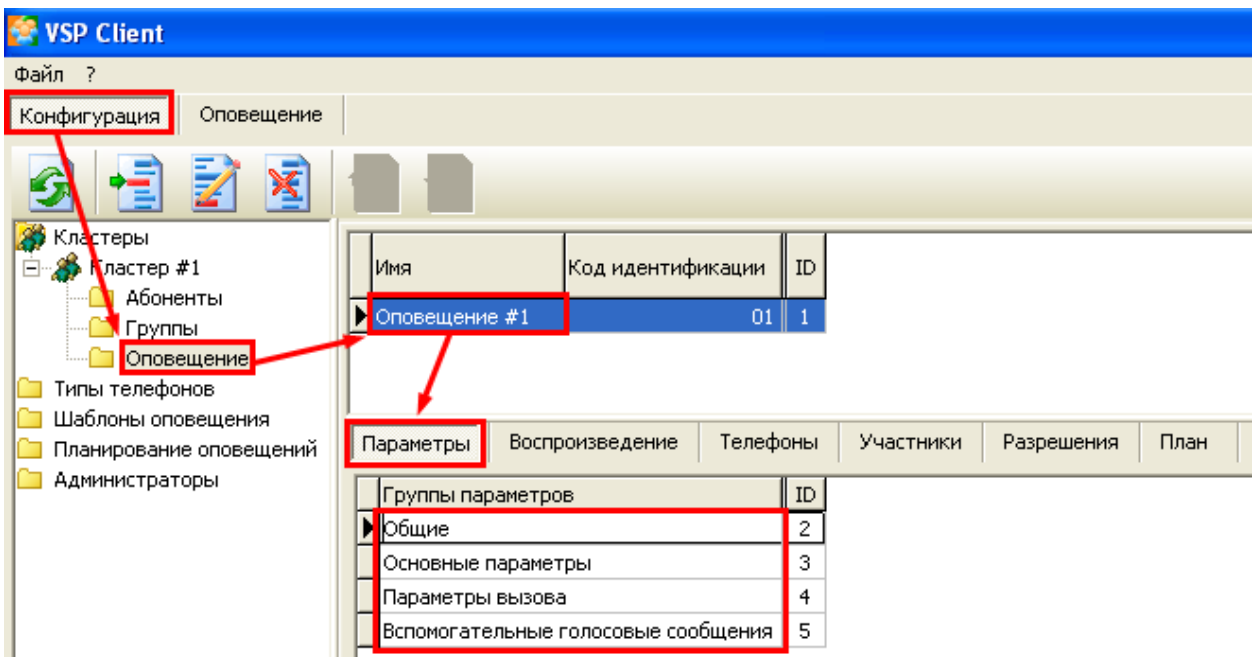 VSP Client
Файл ?
Конфигурация Оповещение
Кластеры
Кластер #1
Абоненты
Группы
Оповещение
Типы телефонов
Шаблоны оповещения
Планирование оповещений
Администраторы
Имя Код идентификации ID
Оповещение #1 01 1
Параметры Воспроизведение Телефоны Участники Разрешения План
Группы параметров ID
Общие 2
Основные параметры 3
Параметры вызова 4
Вспомогательные голосовые сообщения 5